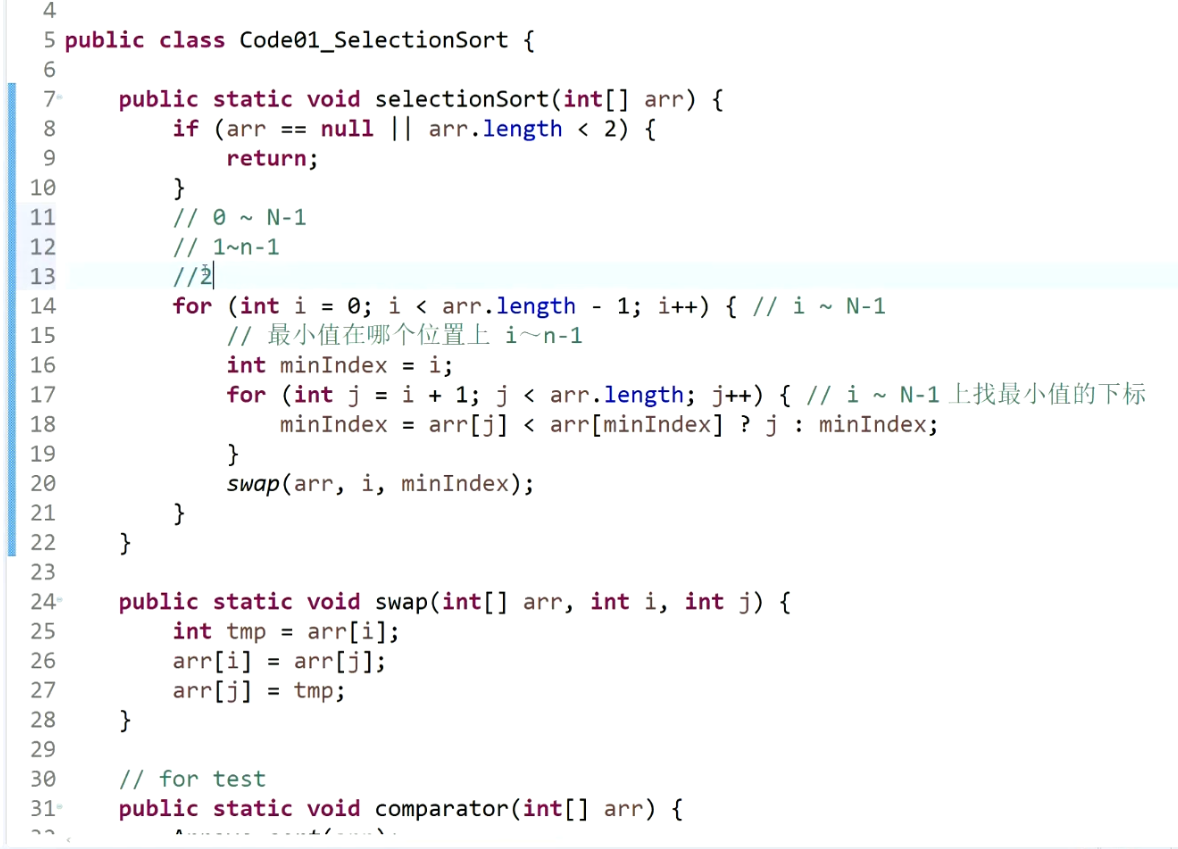 4
5 public class Code01_SelectionSort {
6
7 public static void selectionSort(int[] arr) {
8 if (arr == null || arr.length < 2) {
9 return;
10 }
11 // 0 ~ N-1
12 // 1~n-1
13 //2
14 for (int i = 0; i < arr.length - 1; i++) { // i ~ N-1
15 // 最小值在哪个位置上 i～n-1
16 int minIndex = i;
17 for (int j = i + 1; j < arr.length; j++) { // i ~ N-1 上找最小值的下标
18 minIndex = arr[j] < arr[minIndex] ? j : minIndex;
19 }
20 swap(arr, i, minIndex);
21 }
22 }
23
24 public static void swap(int[] arr, int i, int j) {
25 int tmp = arr[i];
26 arr[i] = arr[j];
27 arr[j] = tmp;
28 }
29
30 // for test
31 public static void comparator(int[] arr) {